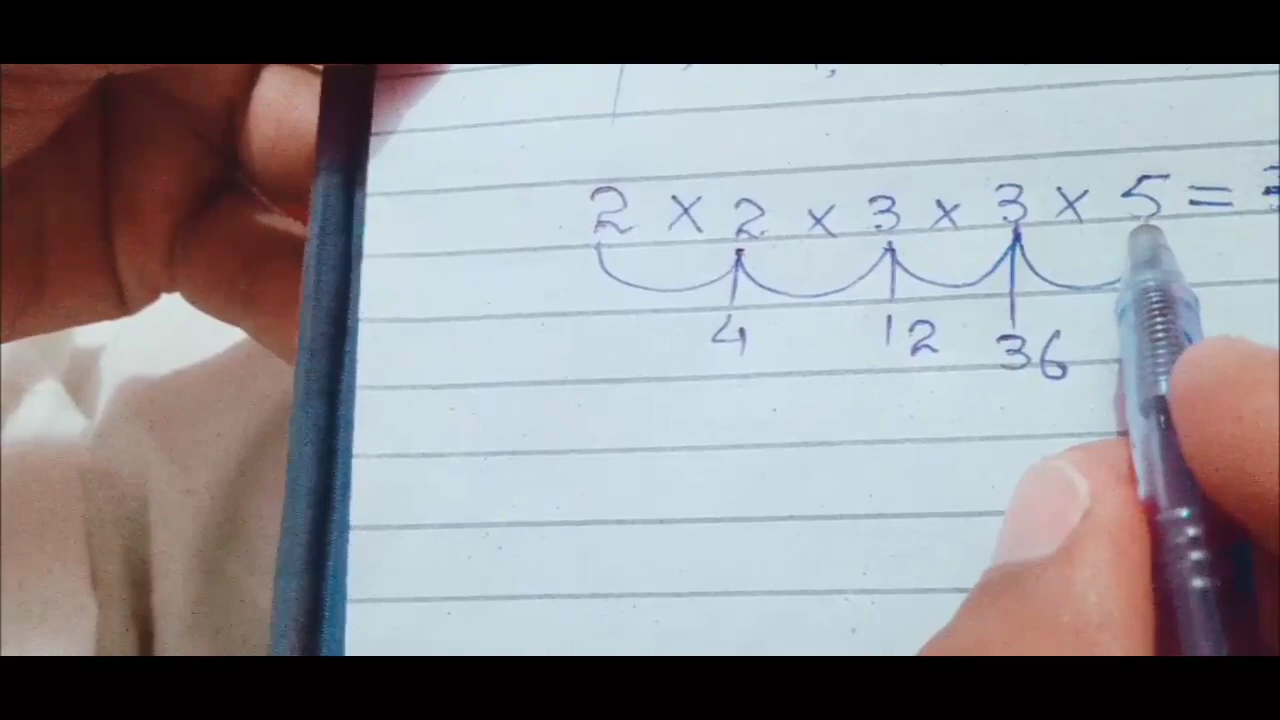 2 × 2 × 3 × 3 × 5 =
4 12 36